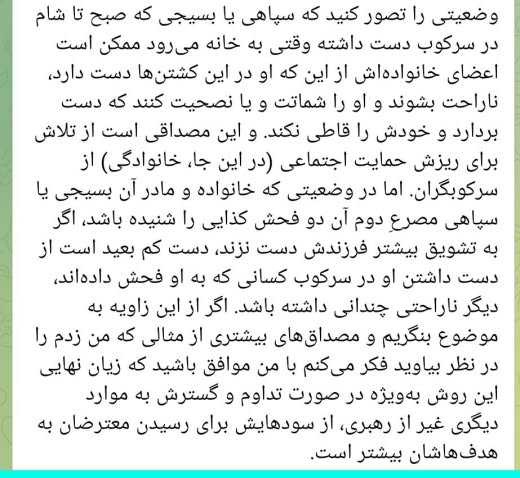 وضعیتی را تصور کنید که سپاهی یا بسیجی که صبح تا شام
در سرکوب دست داشته وقتی به خانه می‌رود ممکن است
اعضای خانواده‌اش از این که او در این کشتن‌ها دست دارد،
ناراحت بشوند و او را شماتت و یا نصحیت کنند که دست
بردارد و خودش را قاطی نکند. و این مصداقی است از تلاش
برای ریزش حمایت اجتماعی (در این جا، خانوادگی) از
سرکوبگران. اما در وضعیتی که خانواده و مادر آن بسیجی یا
سپاهی مصرعِ دوم آن دو فحش کذایی را شنیده باشد، اگر
به تشویق بیشتر فرزندش دست نزند، دست کم بعید است از
دست داشتن او در سرکوب کسانی که به او فحش داده‌اند،
دیگر ناراحتی چندانی داشته باشد. اگر از این زاویه به
موضوع بنگریم و مصداق‌های بیشتری از مثالی که من زدم را
در نظر بیاوید فکر می‌کنم با من موافق باشید که زیان نهایی
این روش به‌ویژه در صورت تداوم و گسترش به موارد
دیگری غیر از رهبری، از سودهایش برای رسیدن معترضان به
هدف‌هاشان بیشتر است.